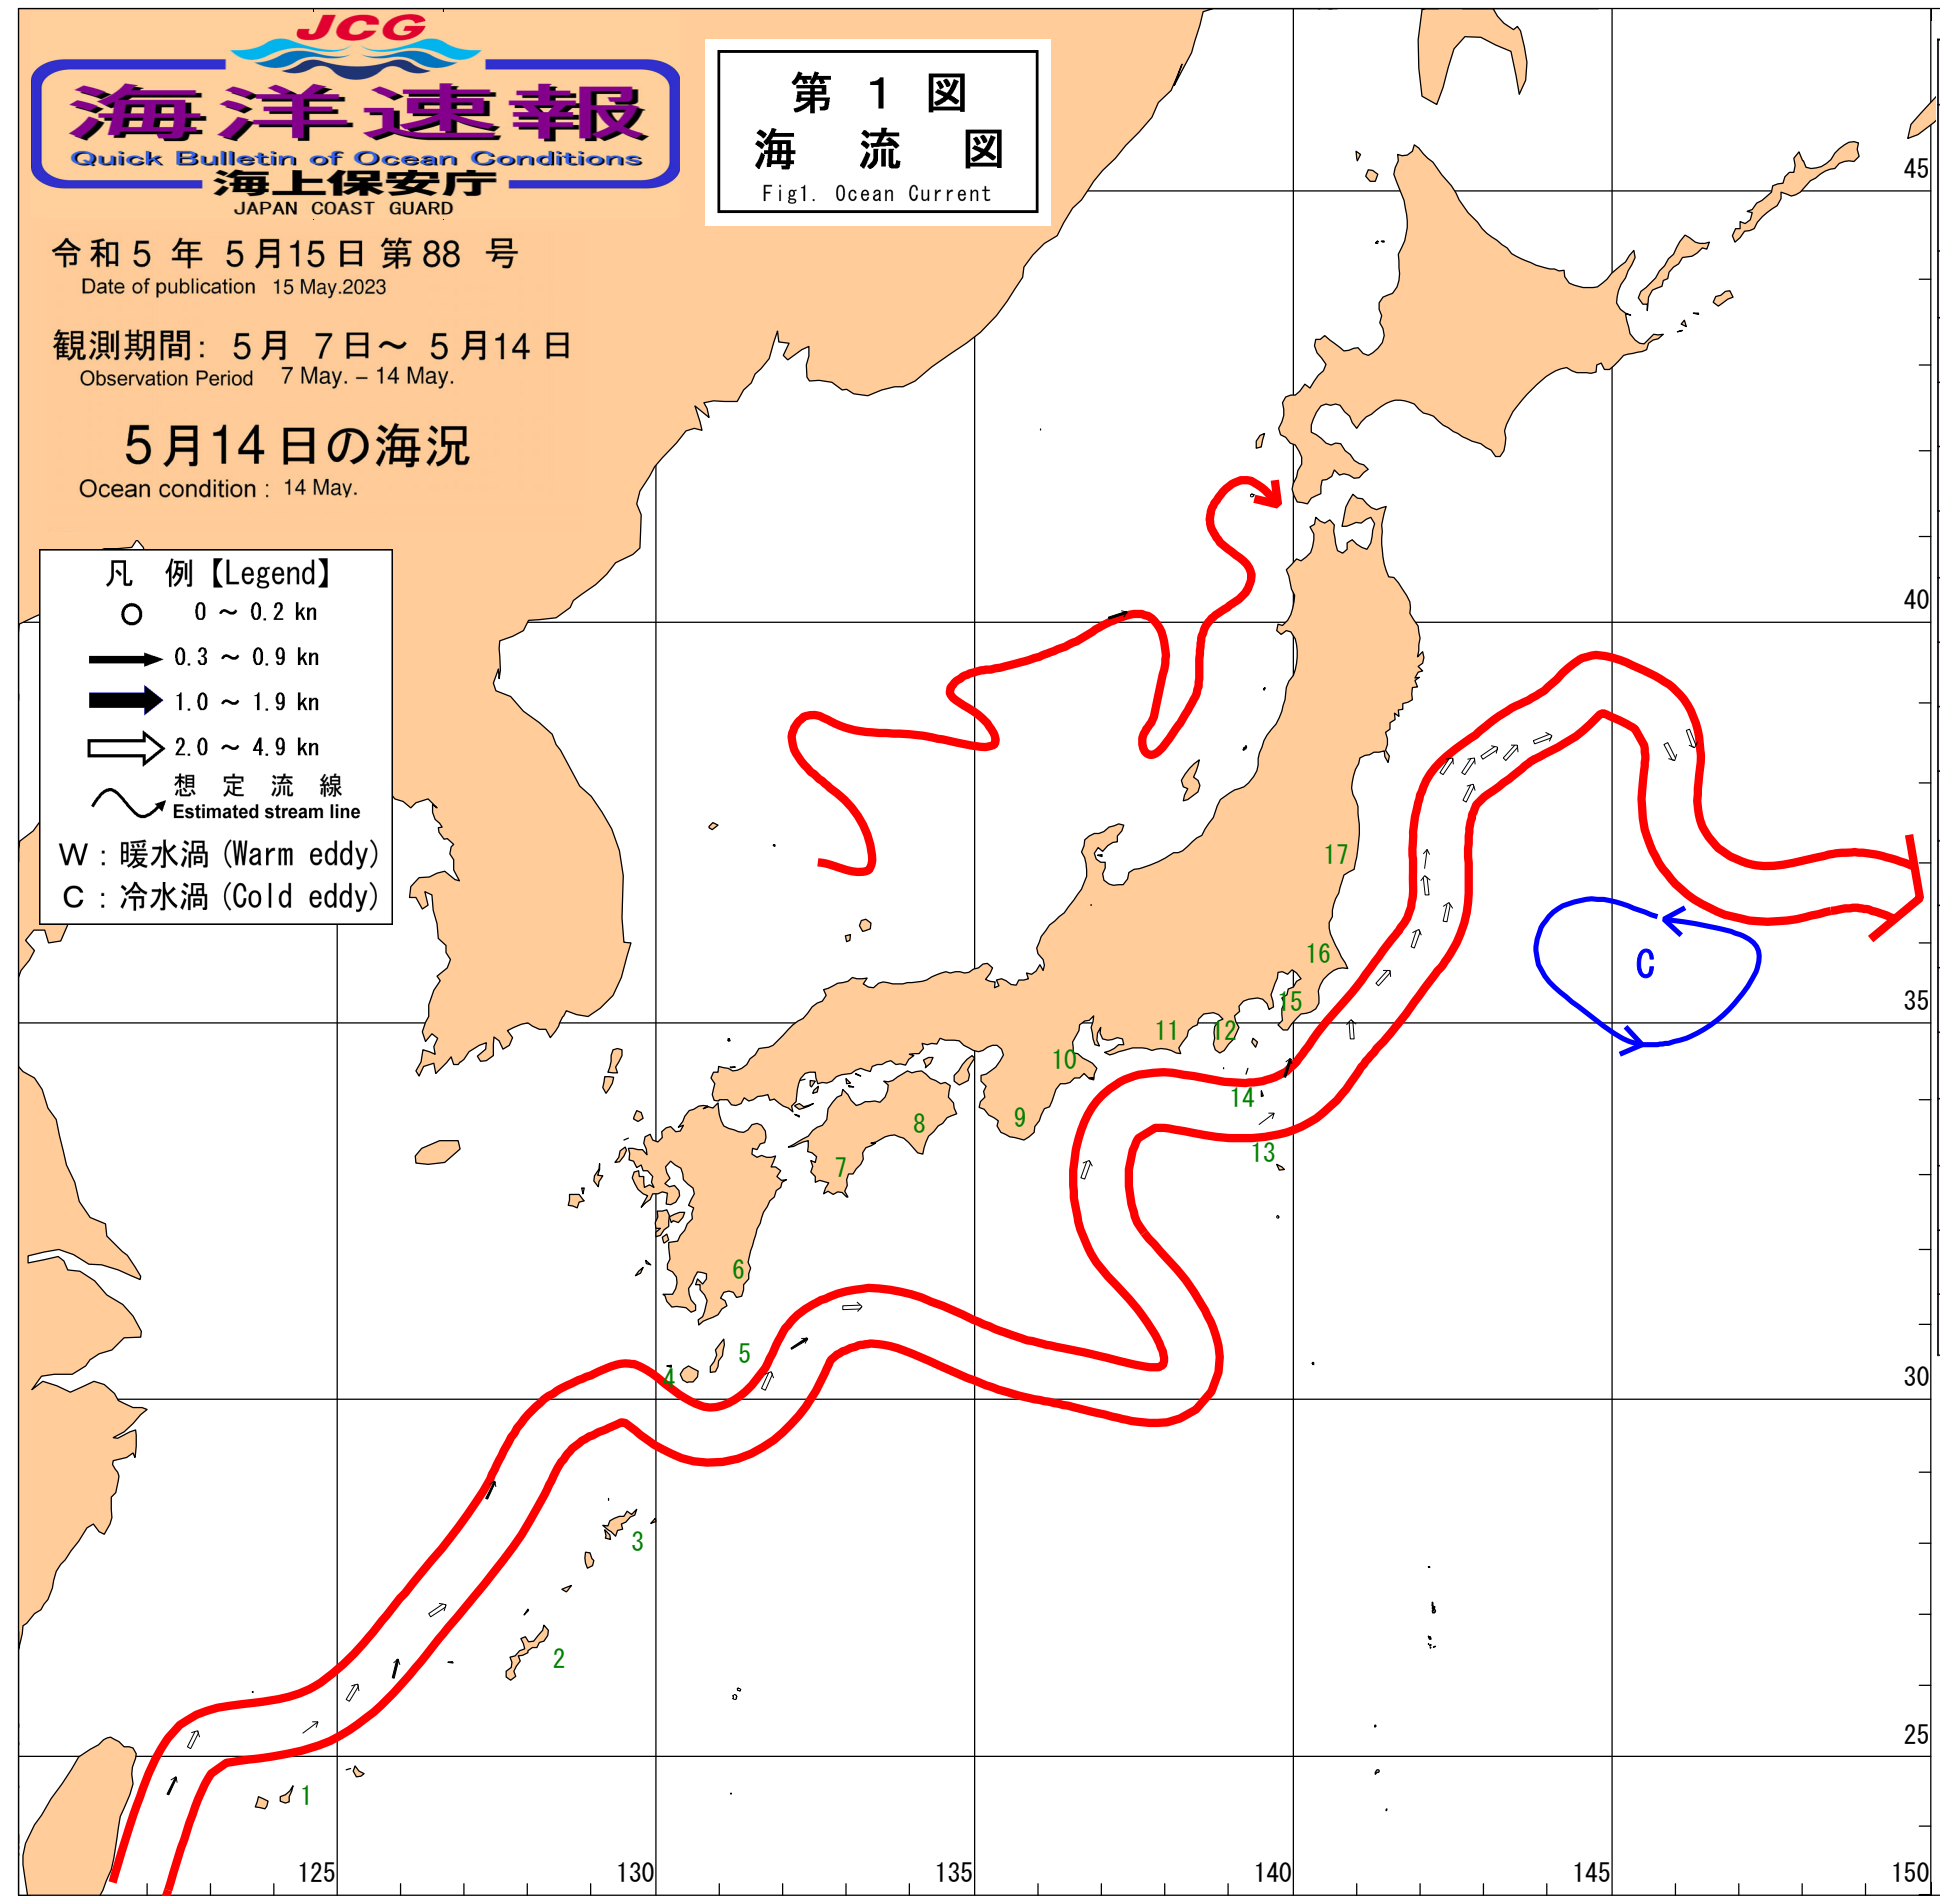 JCG
海洋速報
Quick Bulletin of Ocean Conditions
海上保安庁
JAPAN COAST GUARD
令和 5 年 5月15日 第 88 号
Date of publication 15 May.2023
観測期間: 5月 7日～ 5月14日
Observation Period 7 May. – 14 May.
5月14日の海況
Ocean condition : 14 May.
第 1 図
海 流 図
Fig1. Ocean Current
凡 例【Legend】
0 ～ 0.2 kn
0.3 ～ 0.9 kn
1.0 ～ 1.9 kn
2.0 ～ 4.9 kn
想 定 流 線
Estimated stream line
W : 暖水渦 (Warm eddy)
C : 冷水渦 (Cold eddy)
45
40
17
16
C
15
35
11
12
10
14
9
8
13
7
6
5
4
30
3
2
25
1
125
130
135
140
145
150